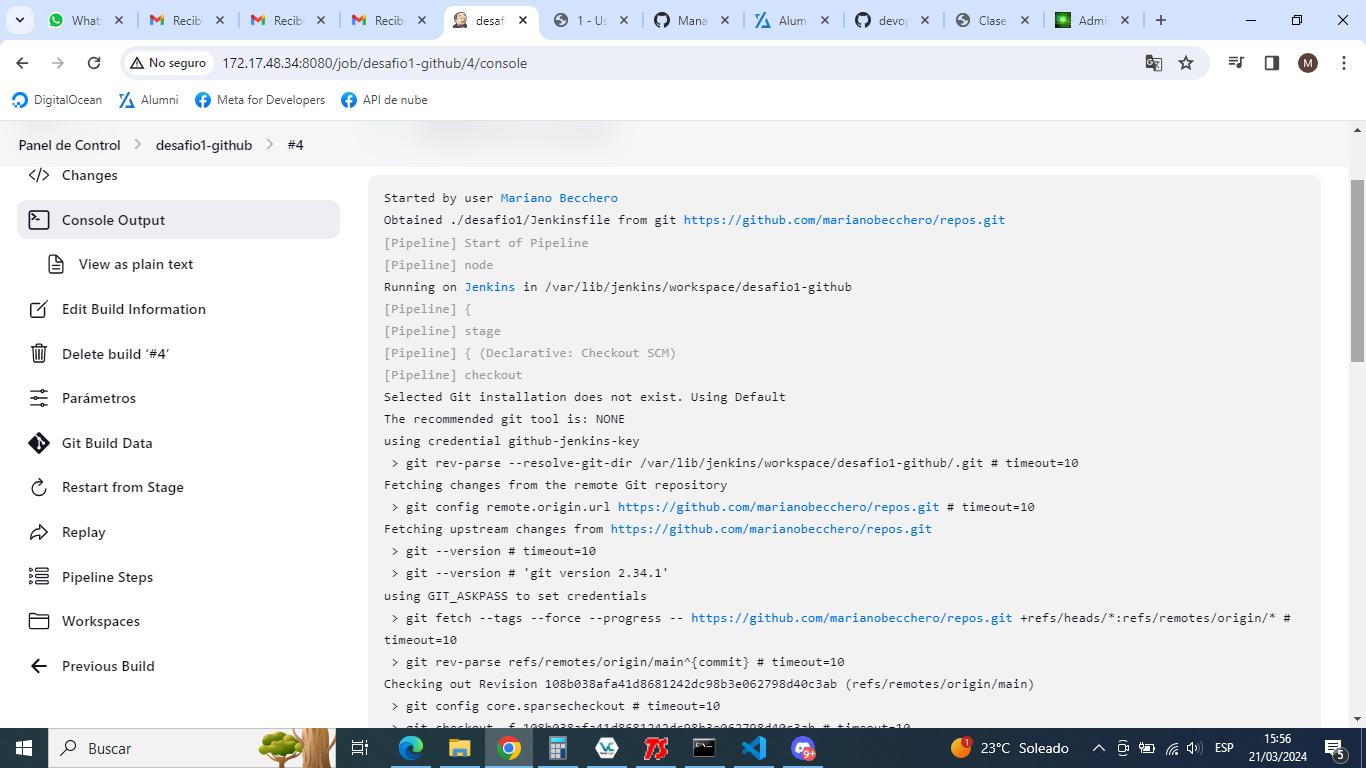 Whats
Recib
Recib
Recib
desafi
1 - Us
Mana
Alum
devop
Clase
Admi
No seguro
172.17.48.34:8080/job/desafio1-github/4/console
M
DigitalOcean
Alumni
Meta for Developers
API de nube
Panel de Control
desafio1-github
#4
Changes
Console Output
View as plain text
Edit Build Information
Delete build ‘#4’
Parámetros
Git Build Data
Restart from Stage
Replay
Pipeline Steps
Workspaces
Previous Build
Started by user Mariano Becchero
Obtained ./desafio1/Jenkinsfile from git https://github.com/marianobecchero/repos.git
[Pipeline] Start of Pipeline
[Pipeline] node
Running on Jenkins in /var/lib/jenkins/workspace/desafio1-github
[Pipeline] {
[Pipeline] stage
[Pipeline] { (Declarative: Checkout SCM)
[Pipeline] checkout
Selected Git installation does not exist. Using Default
The recommended git tool is: NONE
using credential github-jenkins-key
> git rev-parse --resolve-git-dir /var/lib/jenkins/workspace/desafio1-github/.git # timeout=10
Fetching changes from the remote Git repository
> git config remote.origin.url https://github.com/marianobecchero/repos.git # timeout=10
Fetching upstream changes from https://github.com/marianobecchero/repos.git
> git --version # timeout=10
> git --version # 'git version 2.34.1'
using GIT_ASKPASS to set credentials
> git fetch --tags --force --progress -- https://github.com/marianobecchero/repos.git +refs/heads/*:refs/remotes/origin/* #
timeout=10
> git rev-parse refs/remotes/origin/main^{commit} # timeout=10
Checking out Revision 108b038afa41d8681242dc98b3e062798d40c3ab (refs/remotes/origin/main)
> git config core.sparsecheckout # timeout=10
> git checkout -f 108b038afa41d8681242dc98b3e062798d40c3ab # timeout=10
Buscar
9+
1
23°C Soleado
ESP
15:56
21/03/2024
5